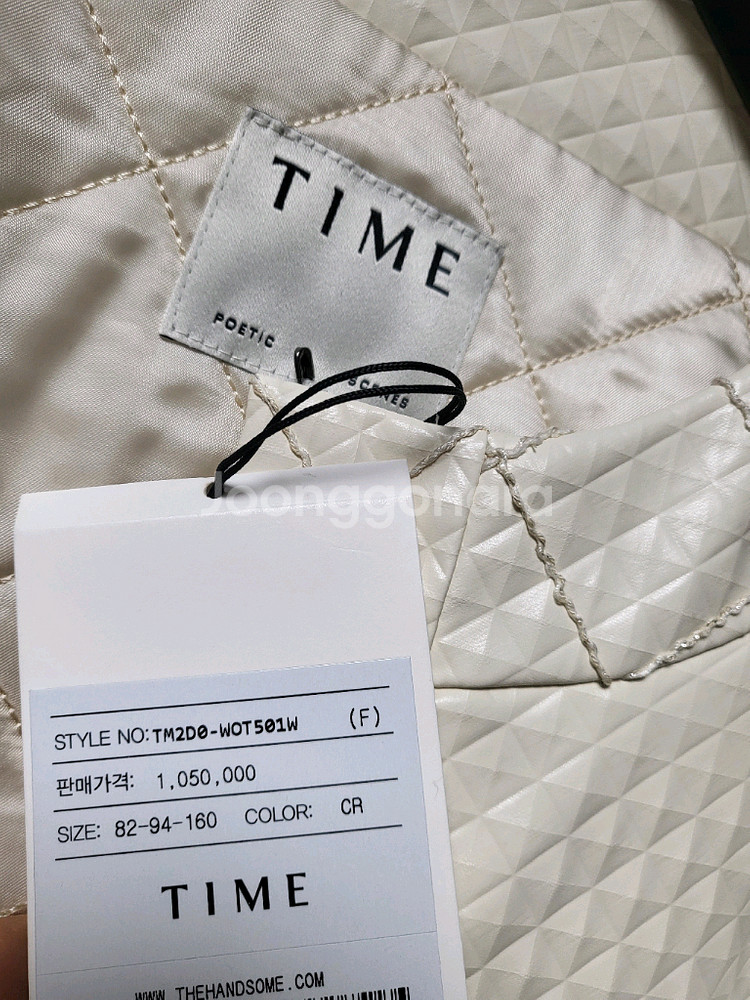 TIME
POETIC
SCENES
Joonggonara
STYLE NO:TM2D0-WOT501W (F)
판매가격: 1,050,000
SIZE: 82-94-160 COLOR: CR
TIME
WWW.THEHANDSOME.COM